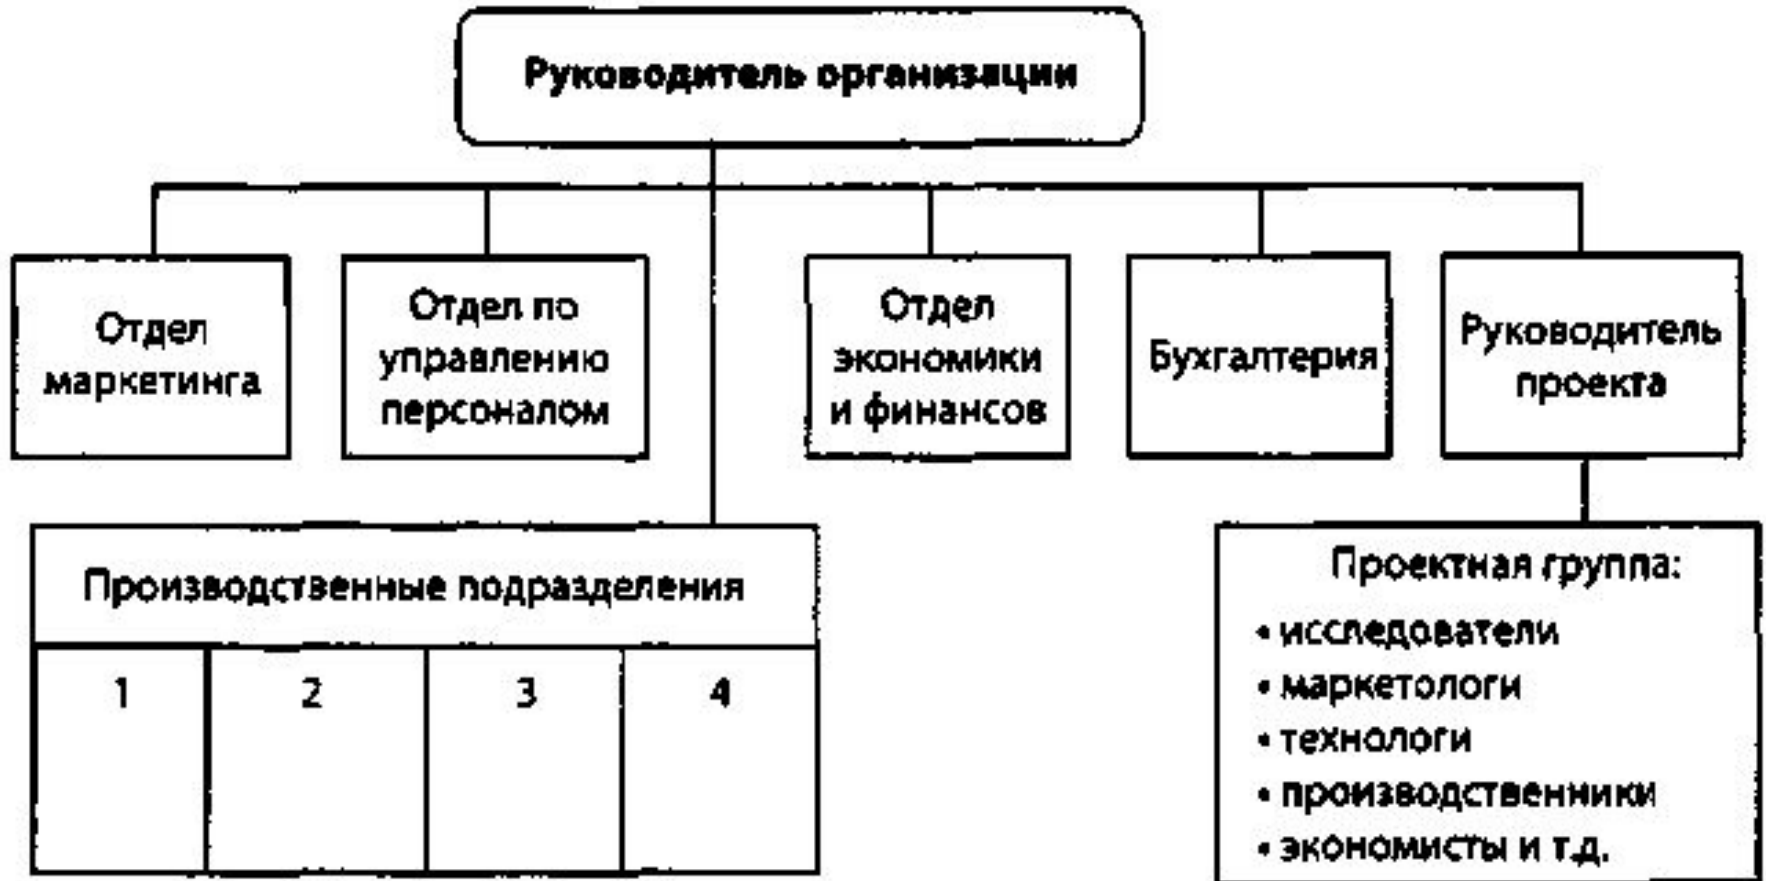 Руководитель организации
Отдел
маркетинга
Отдел по
управлению
персоналом
Отдел
экономики
и финансов
Бухгалтерия
Руководитель
проекта
Производственные подразделения
1 2 3 4
Проектная группа:
• исследователи
• маркетологи
• технологи
• производственники
• экономисты и т.д.